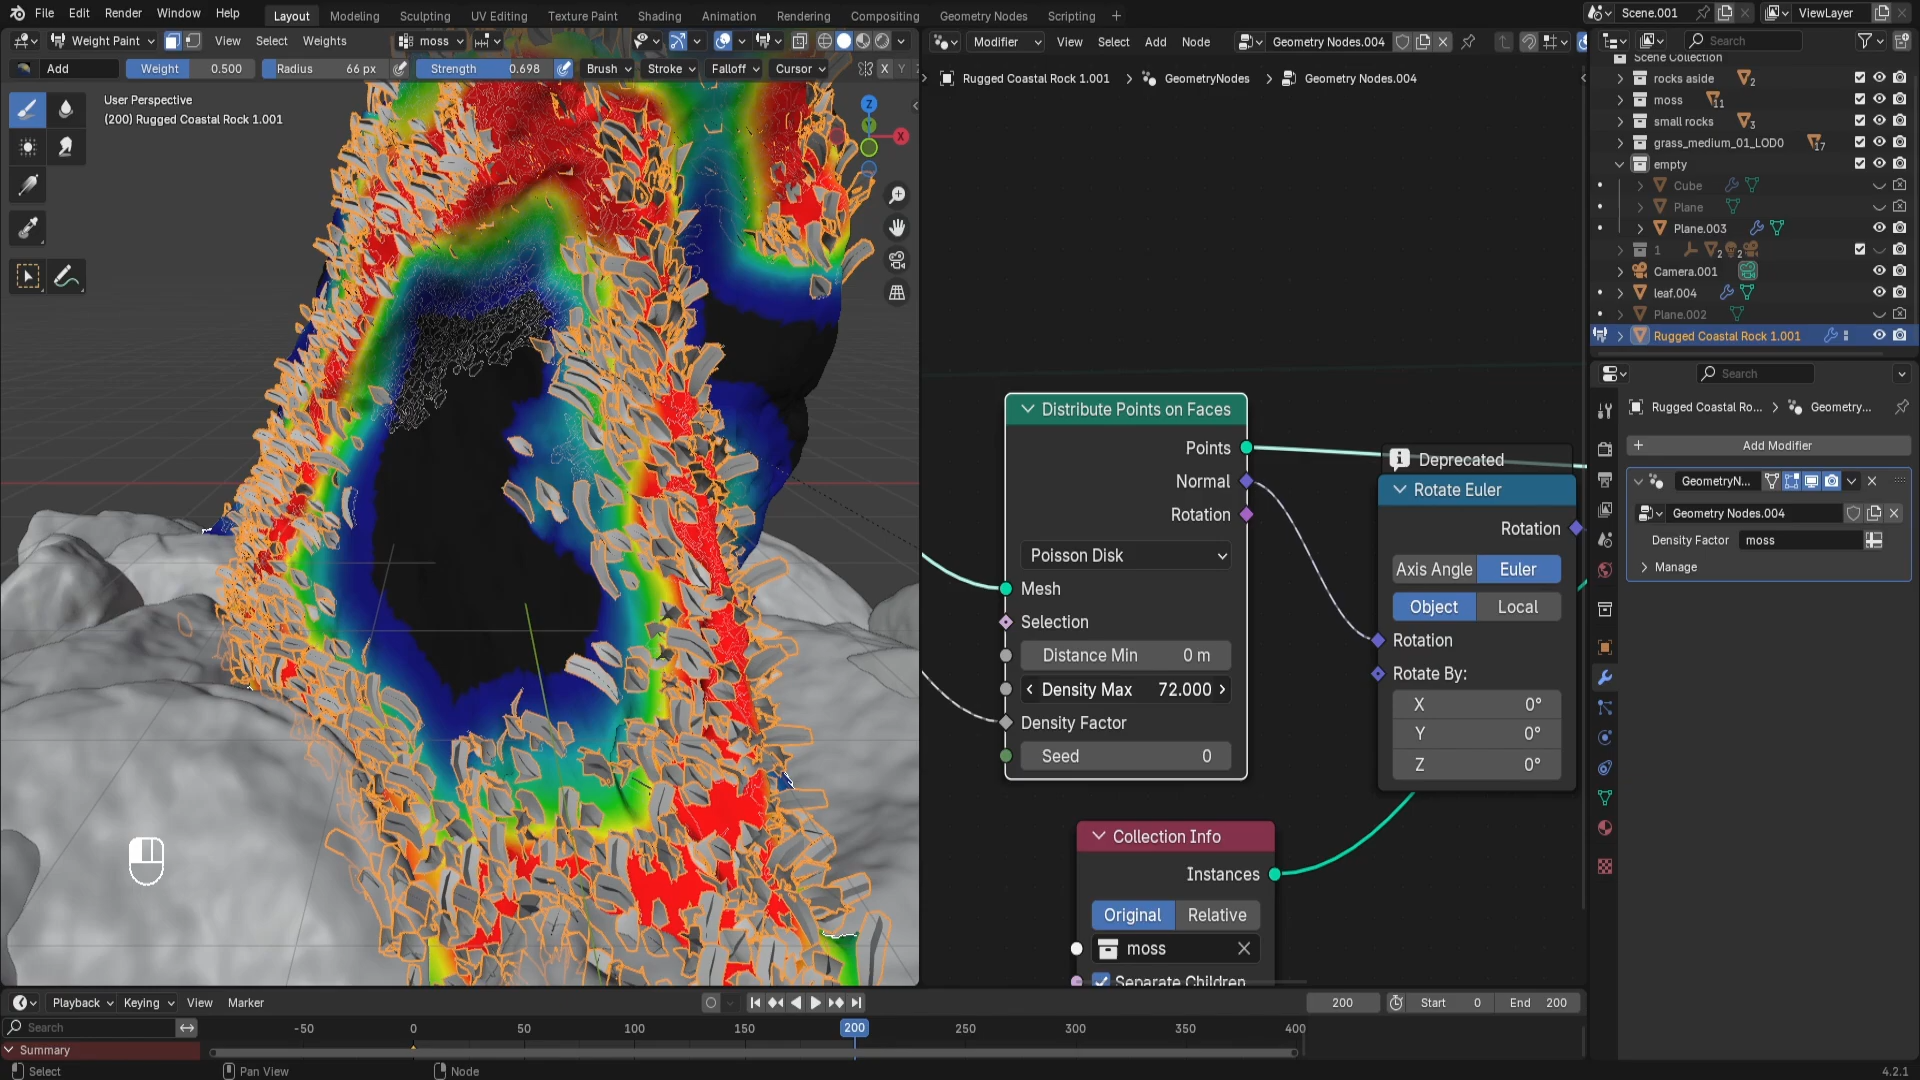 File Edit Render Window Help Layout Modeling Sculpting UV Editing Texture Paint Shading Animation Rendering Compositing Geometry Nodes Scripting + Scene.001 ViewLayer
Weight Paint View Select Weights moss
Modifier View Select Add Node Geometry Nodes.004
Search
Add Weight 0.500 Radius 66 px Strength 0.698 Brush Stroke Falloff Cursor X Y
Rugged Coastal Rock 1.001 > GeometryNodes > Geometry Nodes.004
User Perspective
(200) Rugged Coastal Rock 1.001
Z
Y
X
Scene Collection
rocks aside 2
moss 11
small rocks 3
grass_medium_01_LOD0 17
empty
Cube
Plane
Plane.003
1 2 2
Camera.001
leaf.004
Plane.002
Rugged Coastal Rock 1.001
Search
Rugged Coastal Ro... > Geometry...
+ Add Modifier
GeometryN...
Geometry Nodes.004
Density Factor moss
Manage
Distribute Points on Faces
Points
Normal
Rotation
Poisson Disk
Mesh
Selection
Distance Min 0 m
Density Max 72.000
Density Factor
Seed 0
Deprecated
Rotate Euler
Rotation
Axis Angle Euler
Object Local
Rotation
Rotate By:
X 0°
Y 0°
Z 0°
Collection Info
Instances
Original Relative
moss
Separate Children
Playback Keying View Marker 200 Start 0 End 200
Search -50 0 50 100 150 200 250 300 350 400
Summary
Select Pan View Node 4.2.1